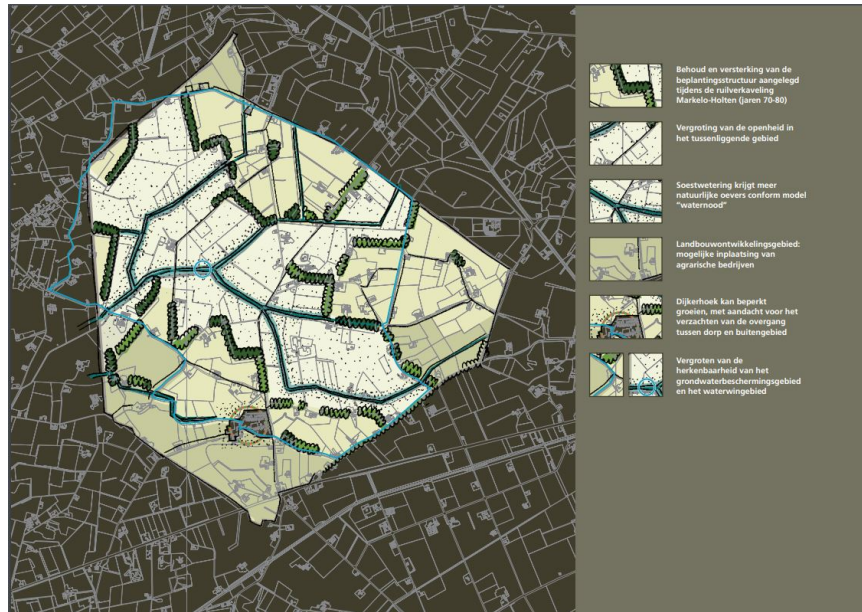 Behoud en versterking van de
beplantingsstructuur aangelegd
tijdens de ruilverkaveling
Markelo-Holten (jaren 70-80)
Vergroting van de openheid in
het tussenliggende gebied
Soestwetering krijgt meer
natuurlijke oevers conform model
"waternood"
Landbouwontwikkelingsgebied:
mogelijke inplaatsing van
agrarische bedrijven
Dijkerhoek kan beperkt
groeien, met aandacht voor het
verzachten van de overgang
tussen dorp en buitengebied
Vergroten van de
herkenbaarheid van het
grondwaterbeschermingsgebied
en het waterwingebied